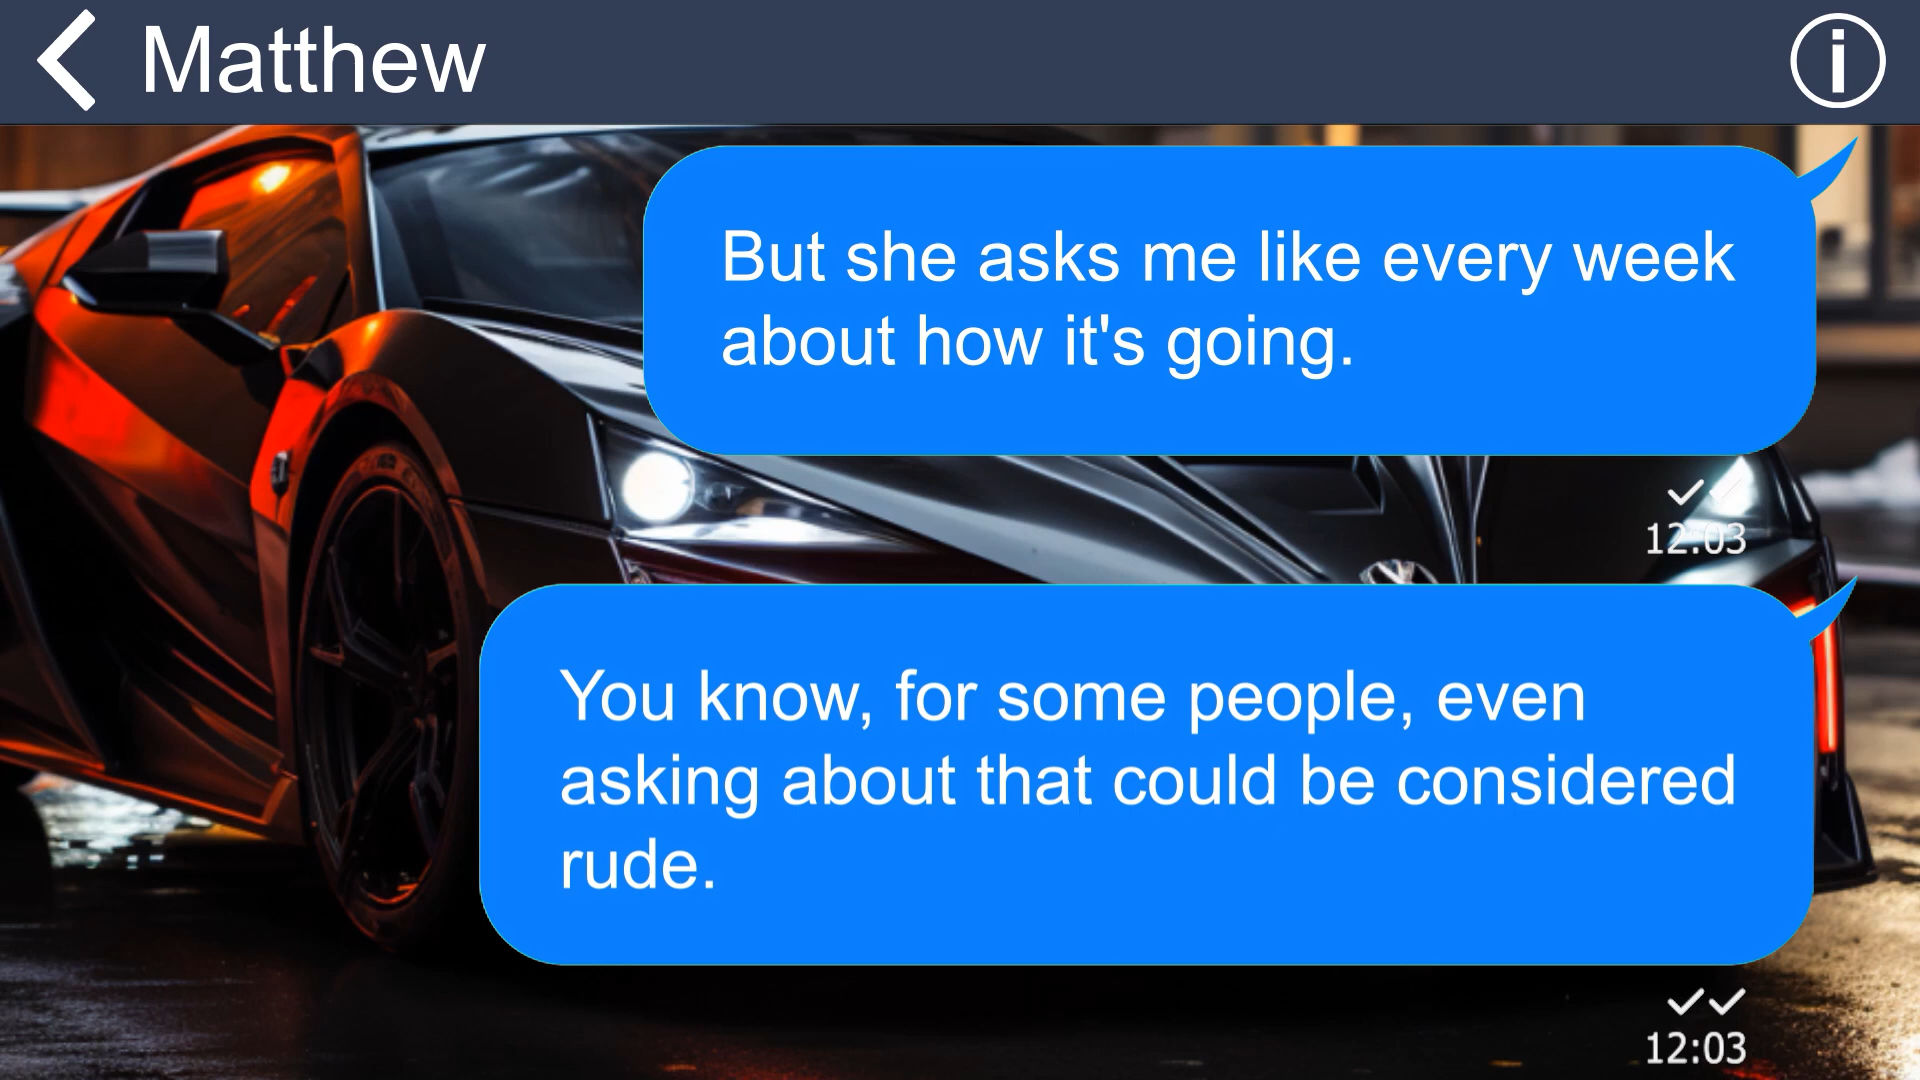 Matthew
But she asks me like every week
about how it's going.
12:03
You know, for some people, even
asking about that could be considered
rude.
12:03